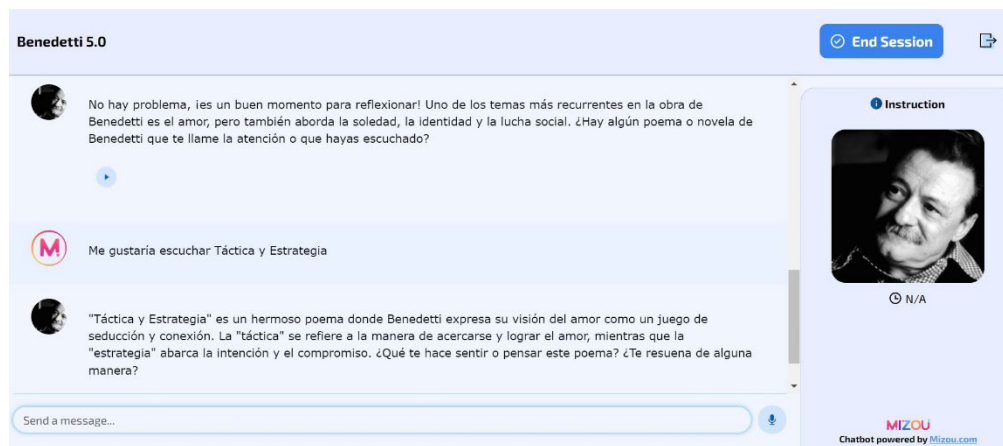 Benedetti 5.0
End Session
No hay problema, ¡es un buen momento para reflexionar! Uno de los temas más recurrentes en la obra de
Benedetti es el amor, pero también aborda la soledad, la identidad y la lucha social. ¿Hay algún poema o novela de
Benedetti que te llame la atención o que hayas escuchado?
M
Me gustaría escuchar Táctica y Estrategia
"Táctica y Estrategia" es un hermoso poema donde Benedetti expresa su visión del amor como un juego de
seducción y conexión. La "táctica" se refiere a la manera de acercarse y lograr el amor, mientras que la
"estrategia" abarca la intención y el compromiso. ¿Qué te hace sentir o pensar este poema? ¿Te resuena de alguna
manera?
Send a message...
Instruction
N/A
MIZOU
Chatbot powered by Mizou.com